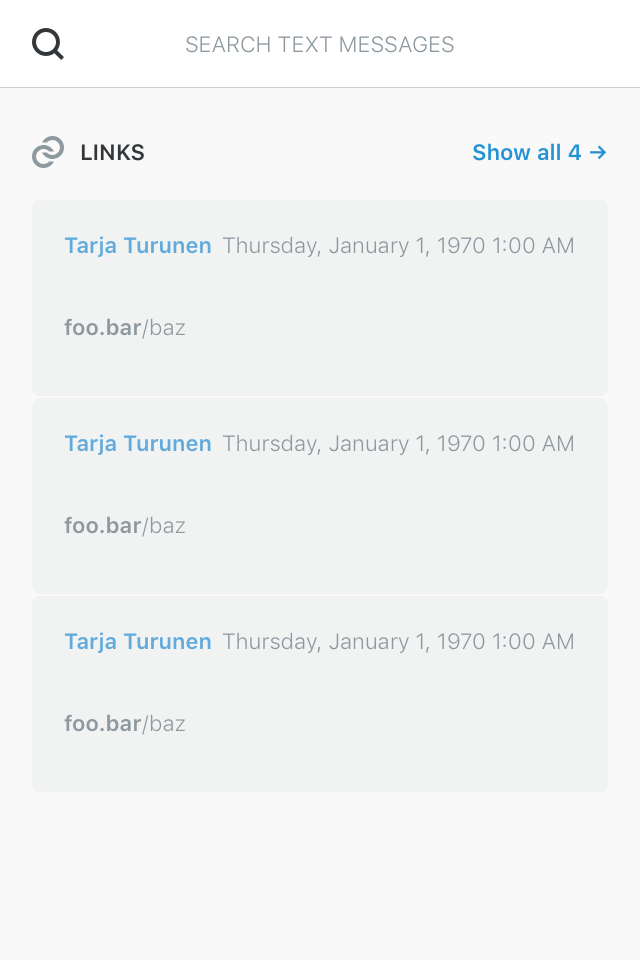 SEARCH TEXT MESSAGES
LINKS Show all 4 →
Tarja Turunen Thursday, January 1, 1970 1:00 AM
foo.bar/baz
Tarja Turunen Thursday, January 1, 1970 1:00 AM
foo.bar/baz
Tarja Turunen Thursday, January 1, 1970 1:00 AM
foo.bar/baz